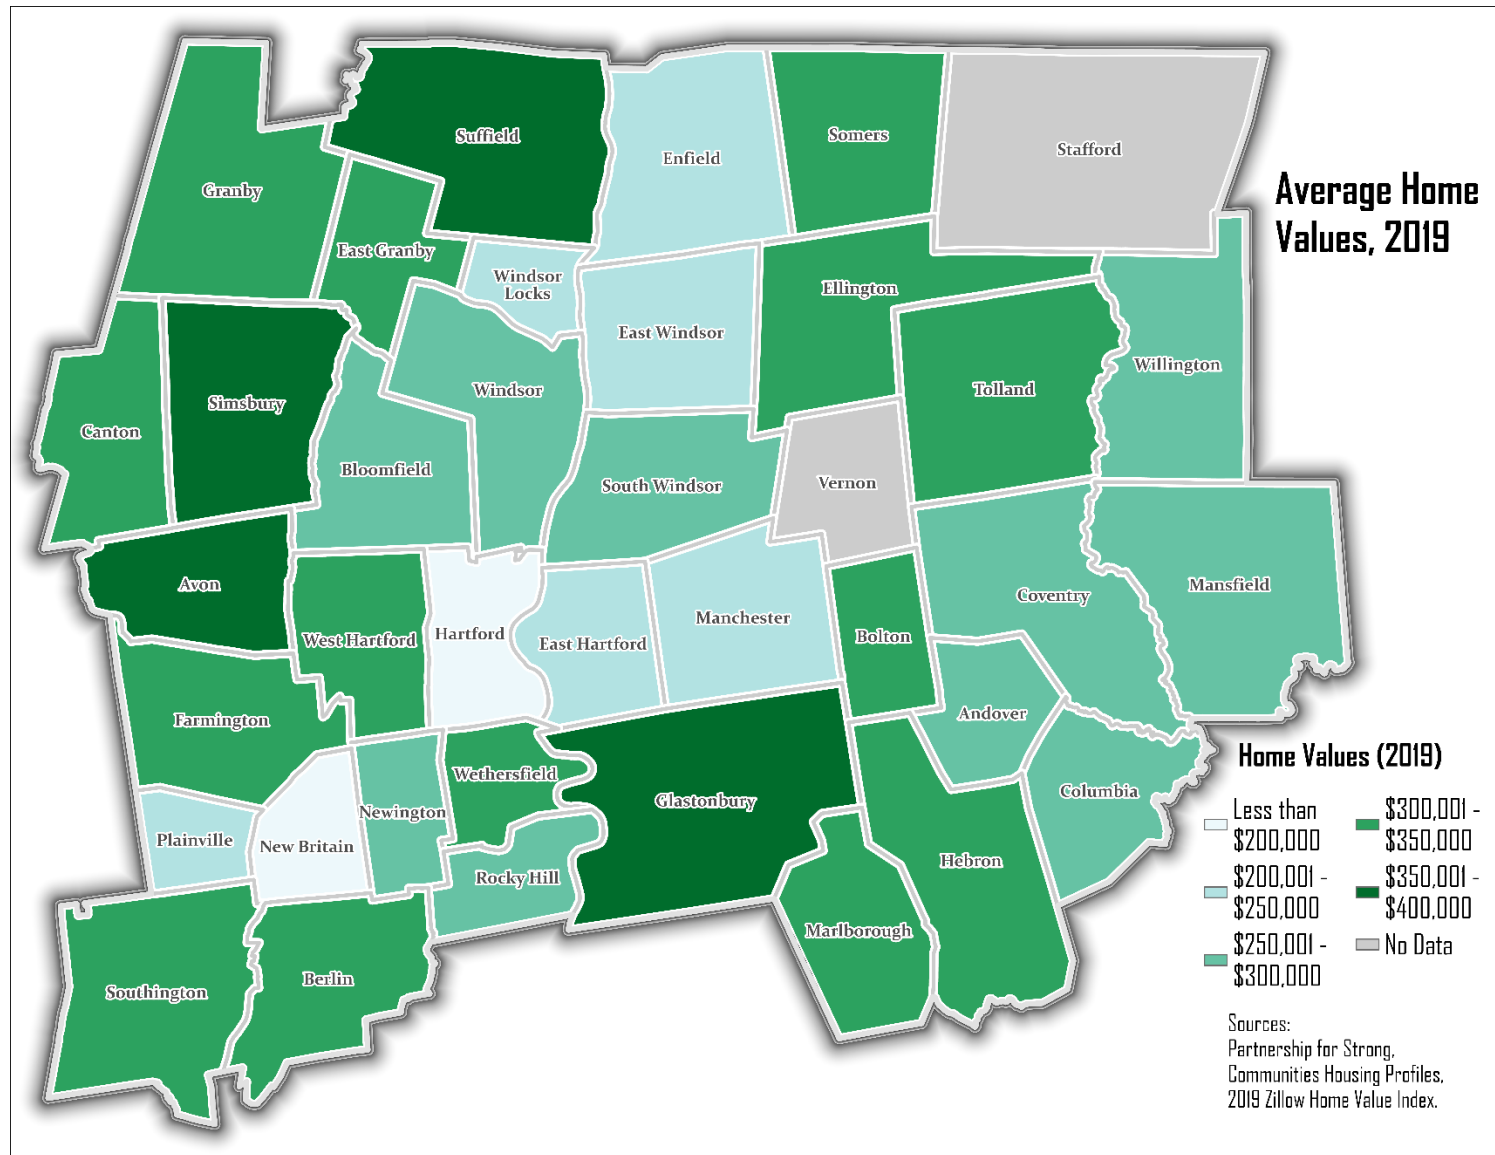 Suffield
Enfield
Somers
Stafford
Granby
Average Home
Values, 2019
East Granby
Windsor
Locks
Ellington
East Windsor
Willington
Windsor
Tolland
Simsbury
Canton
Bloomfield
South Windsor
Vernon
Avon
Mansfield
Coventry
West Hartford
Hartford
East Hartford
Manchester
Bolton
Farmington
Andover
Wethersfield
Glastonbury
Columbia
Newington
Plainville
New Britain
Rocky Hill
Hebron
Marlborough
Southington
Berlin
Home Values (2019)
Less than
$200,000
$200,001 -
$250,000
$250,001 -
$300,000
$300,001 -
$350,000
$350,001 -
$400,000
No Data
Sources:
Partnership for Strong,
Communities Housing Profiles,
2019 Zillow Home Value Index.